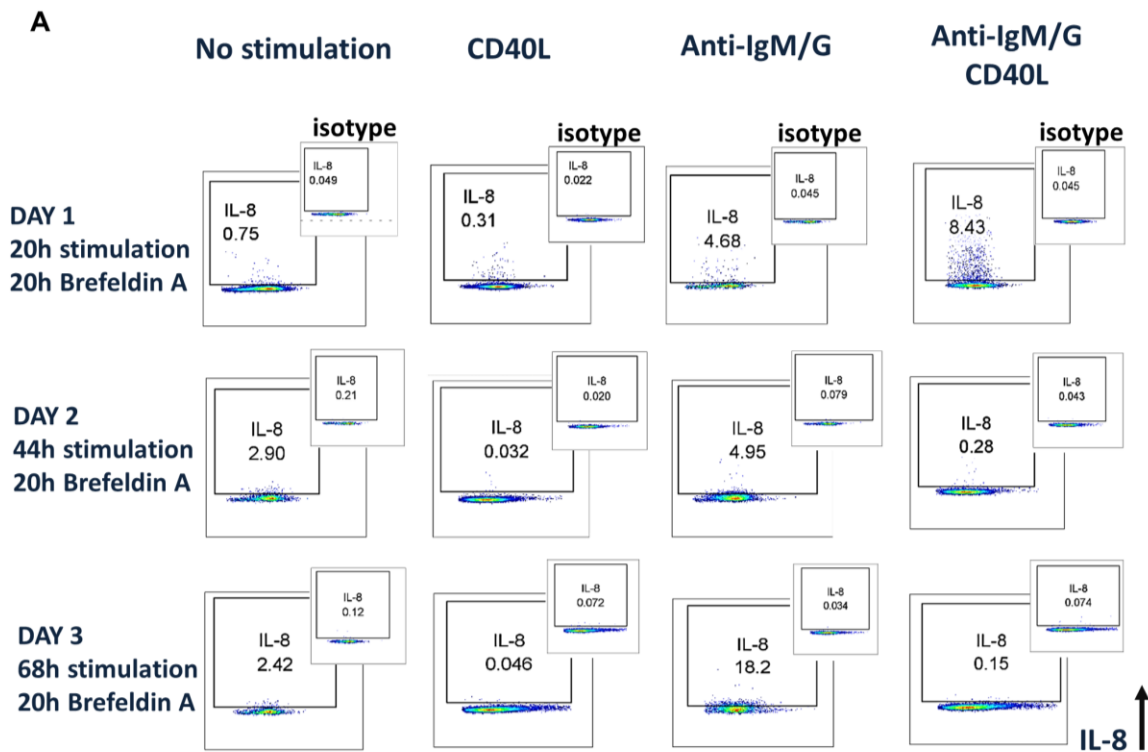 A
No stimulation
CD40L
Anti-IgM/G
Anti-IgM/G
CD40L
isotype
isotype
isotype
isotype
DAY 1
20h stimulation
20h Brefeldin A
IL-8
0.75
IL-8
0.049
IL-8
0.31
IL-8
0.022
IL-8
4.68
IL-8
0.045
IL-8
8.43
IL-8
0.045
DAY 2
44h stimulation
20h Brefeldin A
IL-8
2.90
IL-8
0.21
IL-8
0.032
IL-8
0.020
IL-8
4.95
IL-8
0.079
IL-8
0.28
IL-8
0.043
DAY 3
68h stimulation
20h Brefeldin A
IL-8
2.42
IL-8
0.12
IL-8
0.046
IL-8
0.072
IL-8
18.2
IL-8
0.034
IL-8
0.15
IL-8
0.074
IL-8